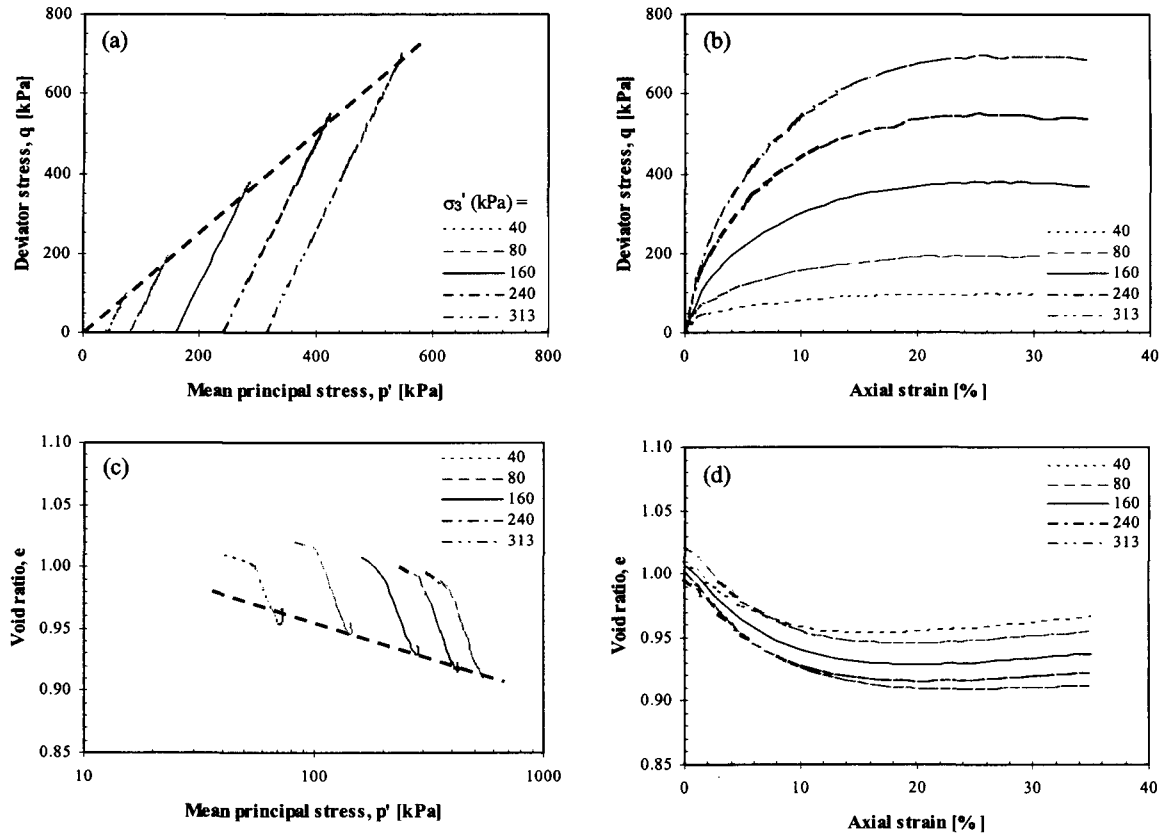 (a)
800
600
400
200
0
Deviator stress, q [kPa]
σ3' (kPa) =
40
80
160
240
313
0 200 400 600 800
Mean principal stress, p' [kPa]
(b)
800
600
400
200
0
Deviator stress, q [kPa]
40
80
160
240
313
0 10 20 30 40
Axial strain [%]
(c)
1.10
1.05
1.00
0.95
0.90
0.85
Void ratio, e
40
80
160
240
313
10 100 1000
Mean principal stress, p' [kPa]
(d)
1.10
1.05
1.00
0.95
0.90
0.85
Void ratio, e
40
80
160
240
313
0 10 20 30 40
Axial strain [%]